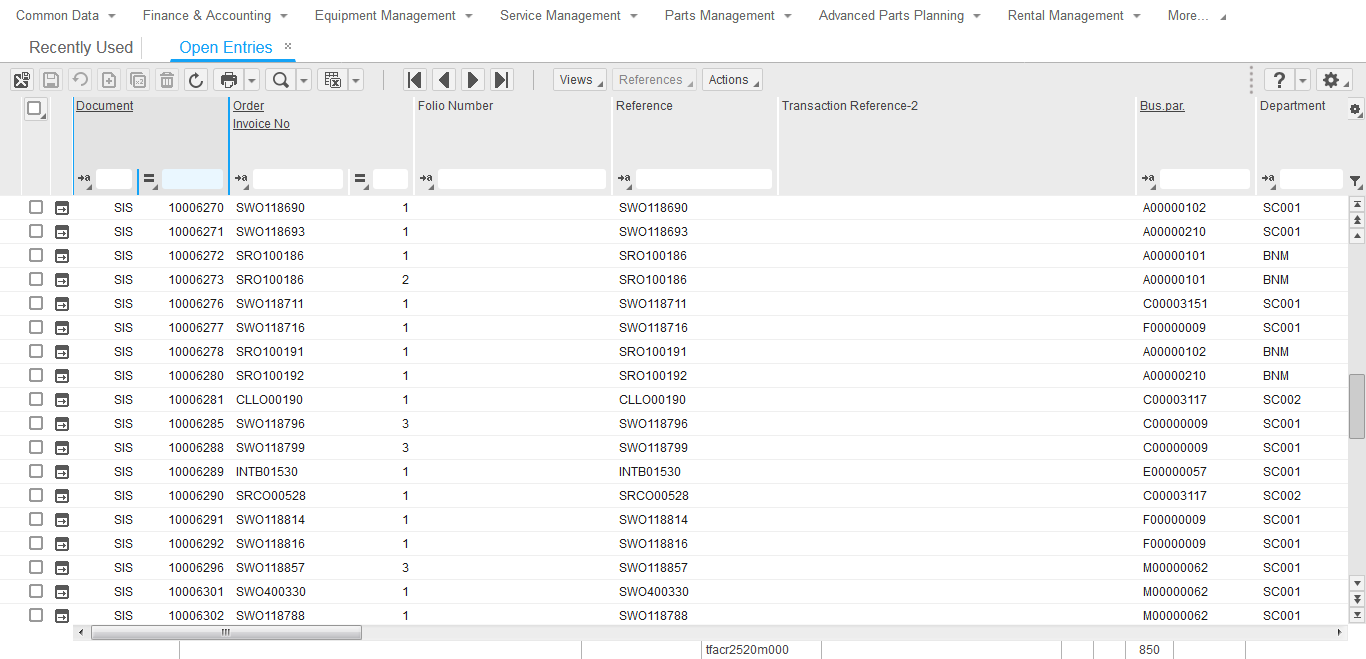 Common Data Finance & Accounting Equipment Management Service Management Parts Management Advanced Parts Planning Rental Management More...
Recently Used Open Entries ×
Views References Actions ?
Document Order Folio Number Reference Transaction Reference-2 Bus.par. Department
Invoice No
SIS 10006270 SWO118690 1 SWO118690 A00000102 SC001
SIS 10006271 SWO118693 1 SWO118693 A00000210 SC001
SIS 10006272 SRO100186 1 SRO100186 A00000101 BNM
SIS 10006273 SRO100186 2 SRO100186 A00000101 BNM
SIS 10006276 SWO118711 1 SWO118711 C00003151 SC001
SIS 10006277 SWO118716 1 SWO118716 F00000009 SC001
SIS 10006278 SRO100191 1 SRO100191 A00000102 BNM
SIS 10006280 SRO100192 1 SRO100192 A00000210 BNM
SIS 10006281 CLLO00190 1 CLLO00190 C00003117 SC002
SIS 10006285 SWO118796 3 SWO118796 C00000009 SC001
SIS 10006288 SWO118799 3 SWO118799 C00000009 SC001
SIS 10006289 INTB01530 1 INTB01530 E00000057 SC001
SIS 10006290 SRCO00528 1 SRCO00528 C00003117 SC002
SIS 10006291 SWO118814 1 SWO118814 F00000009 SC001
SIS 10006292 SWO118816 1 SWO118816 F00000009 SC001
SIS 10006296 SWO118857 3 SWO118857 M00000062 SC001
SIS 10006301 SWO400330 1 SWO400330 M00000062 SC001
SIS 10006302 SWO118788 1 SWO118788 M00000062 SC001
tfacr2520m000 850